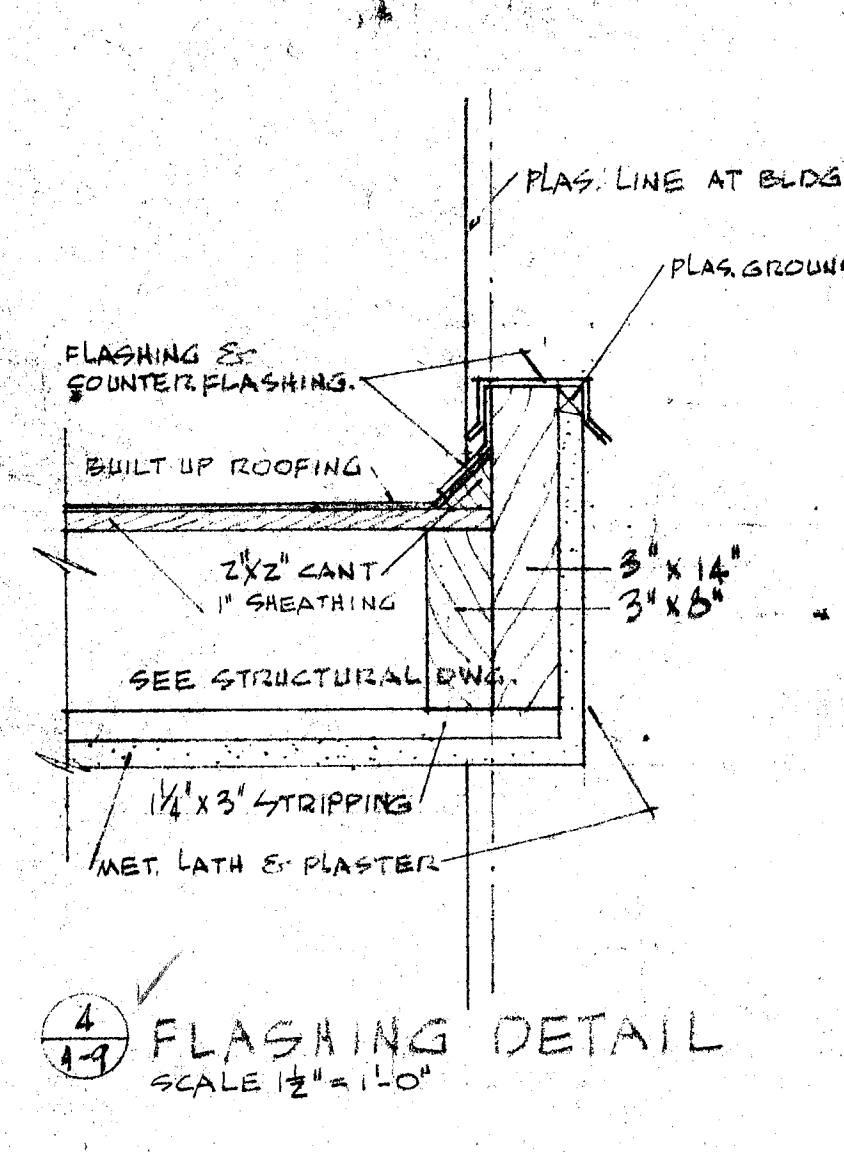 PLAS. LINE AT BLDG
PLAS. GROUN
FLASHING &
COUNTER FLASHING.
BUILT UP ROOFING
2"X2" CANT
1" SHEATHING
3" X 14"
3" X 8"
SEE STRUCTURAL DWG.
1¼" X 3" STRIPPING
MET. LATH & PLASTER
4
A-9
FLASHING DETAIL
SCALE 1½" = 1'-0"